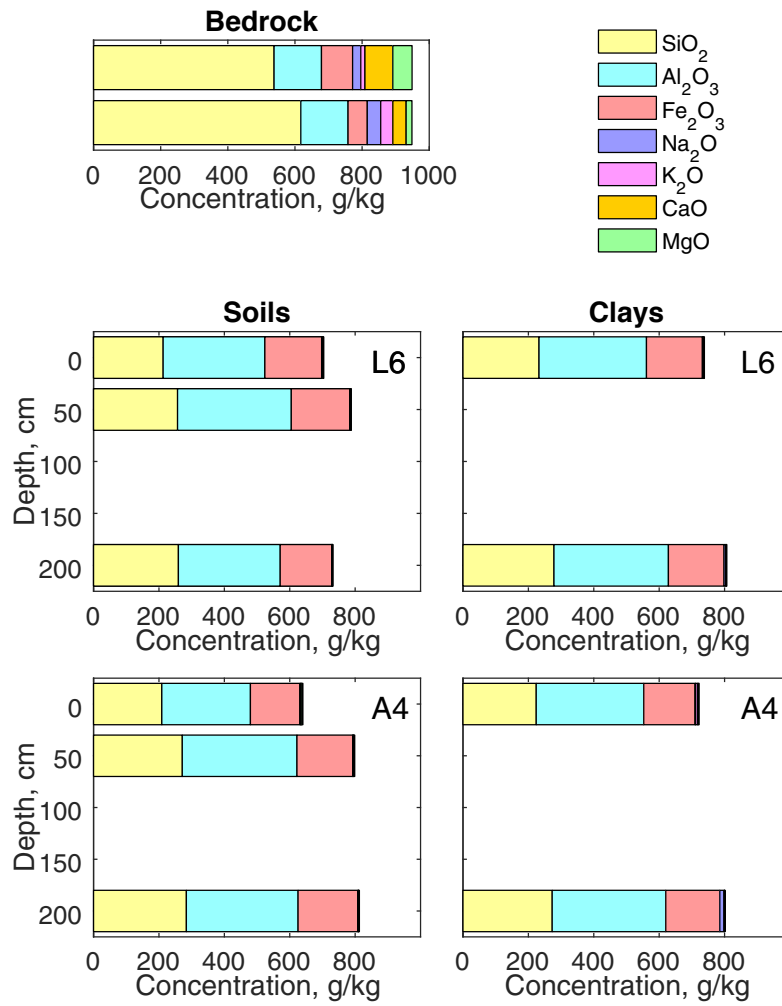 Bedrock
0 200 400 600 800 1000
Concentration, g/kg
SiO₂
Al₂O₃
Fe₂O₃
Na₂O
K₂O
CaO
MgO
Soils
L6
0
50
100
150
200
Depth, cm
0 200 400 600 800
Concentration, g/kg
Clays
L6
0 200 400 600 800
Concentration, g/kg
A4
0
50
100
150
200
Depth, cm
0 200 400 600 800
Concentration, g/kg
A4
0 200 400 600 800
Concentration, g/kg